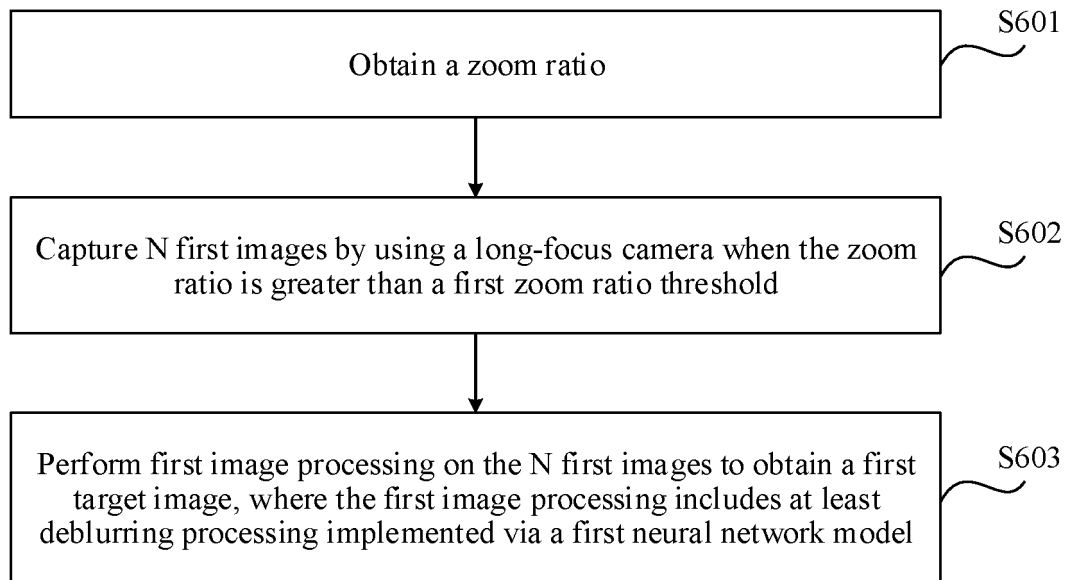 S601
Obtain a zoom ratio
S602
Capture N first images by using a long-focus camera when the zoom
ratio is greater than a first zoom ratio threshold
S603
Perform first image processing on the N first images to obtain a first
target image, where the first image processing includes at least
deblurring processing implemented via a first neural network model